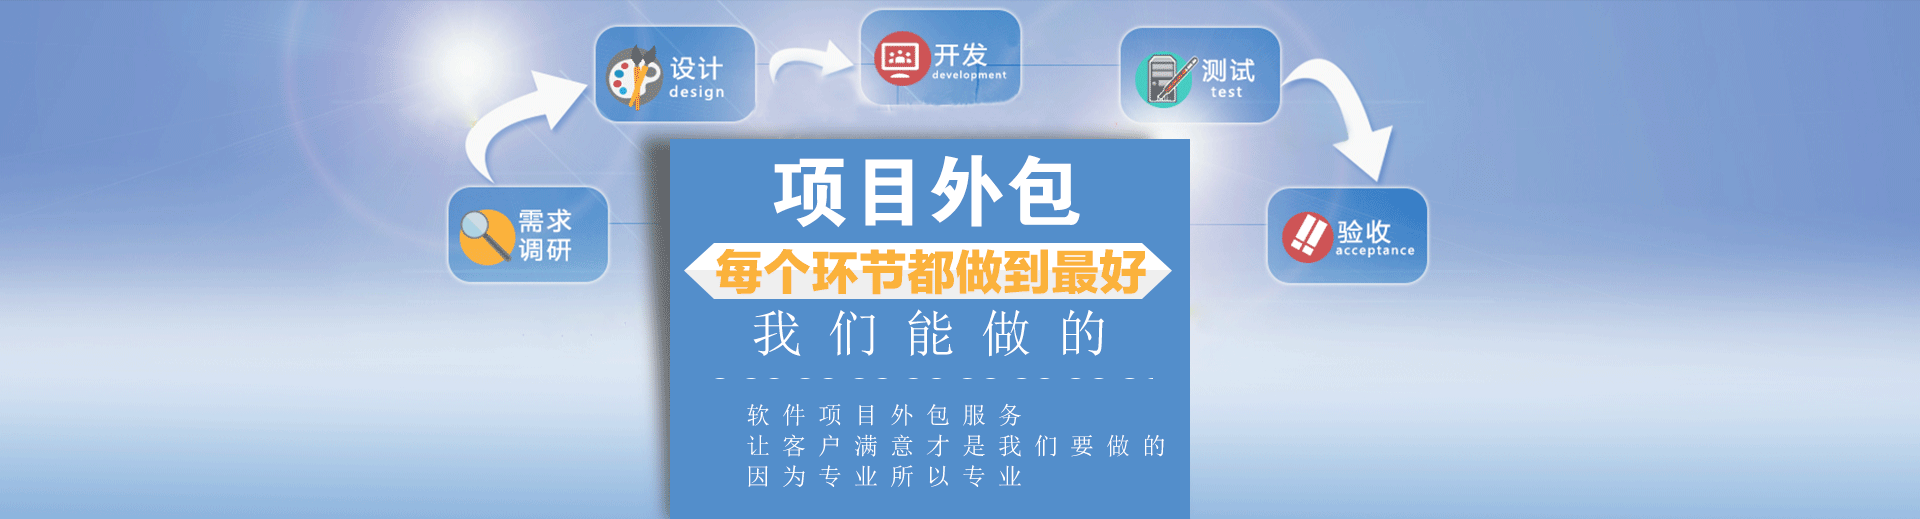 需求
调研
设计
design
开发
development
测试
test
验收
acceptance
项目外包
每个环节都做到最好
我们能做的
软件项目外包服务
让客户满意才是我们要做的
因为专业所以专业